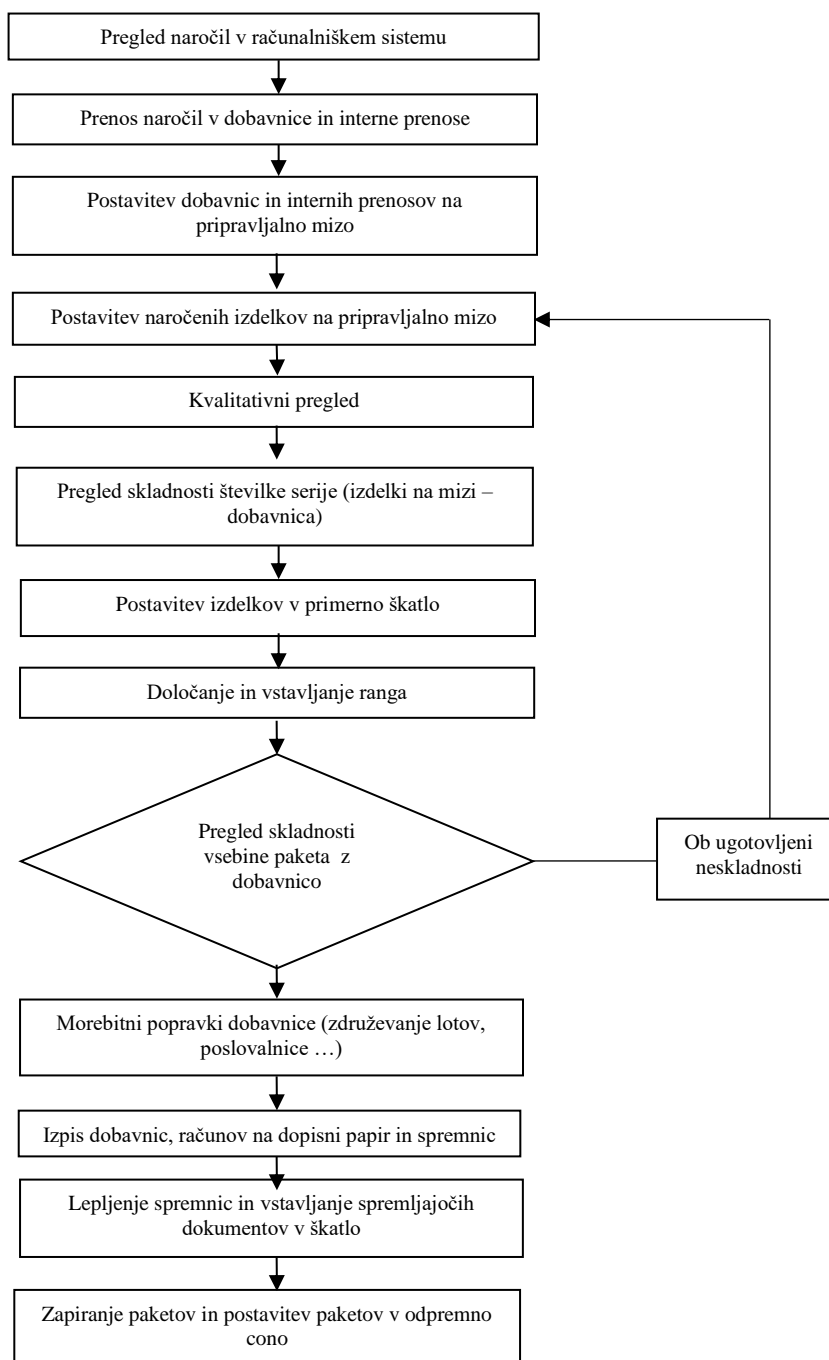 Pregled naročil v računalniškem sistemu
Prenos naročil v dobavnice in interne prenose
Postavitev dobavnic in internih prenosov na
pripravljalno mizo
Postavitev naročenih izdelkov na pripravljalno mizo
Kvalitativni pregled
Pregled skladnosti številke serije (izdelki na mizi –
dobavnica)
Postavitev izdelkov v primerno škatlo
Določanje in vstavljanje ranga
Pregled skladnosti
vsebine paketa z
dobavnico
Ob ugotovljeni
neskladnosti
Morebitni popravki dobavnice (združevanje lotov,
poslovalnice …)
Izpis dobavnic, računov na dopisni papir in spremnic
Lepljenje spremnic in vstavljanje spremljajočih
dokumentov v škatlo
Zapiranje paketov in postavitev paketov v odpremno
cono